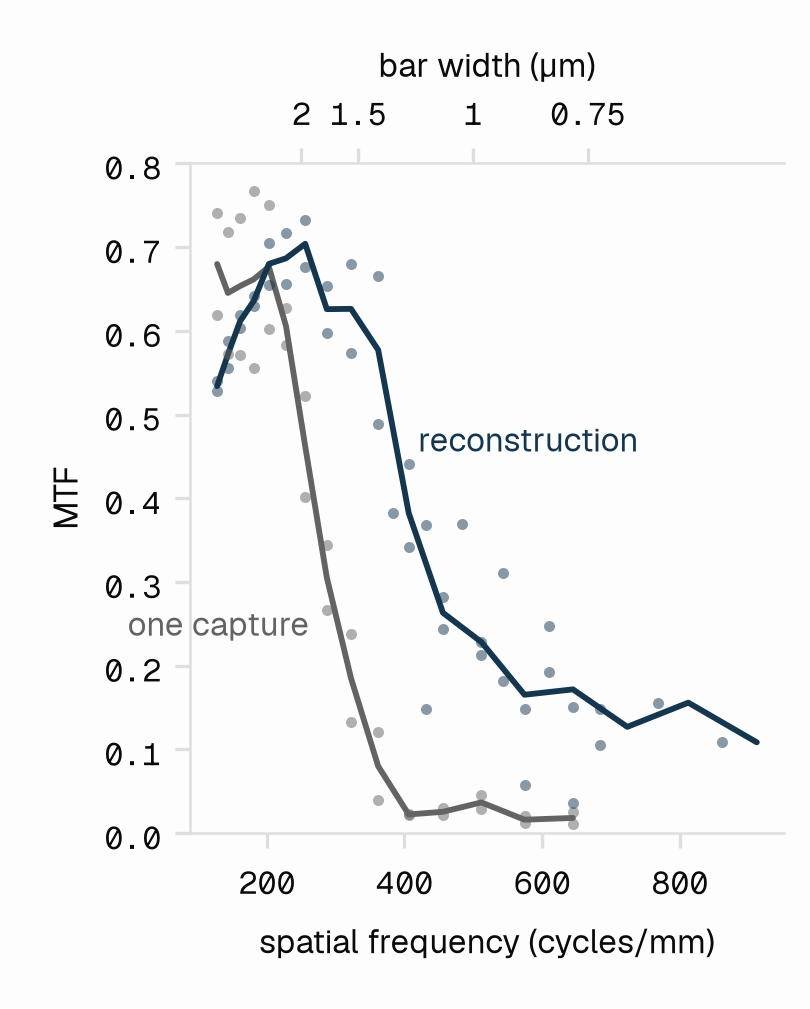 bar width (µm)
2 1.5 1 0.75
0.8
0.7
0.6
0.5
reconstruction
0.4
MTF
0.3
one capture
0.2
0.1
0.0
200 400 600 800
spatial frequency (cycles/mm)